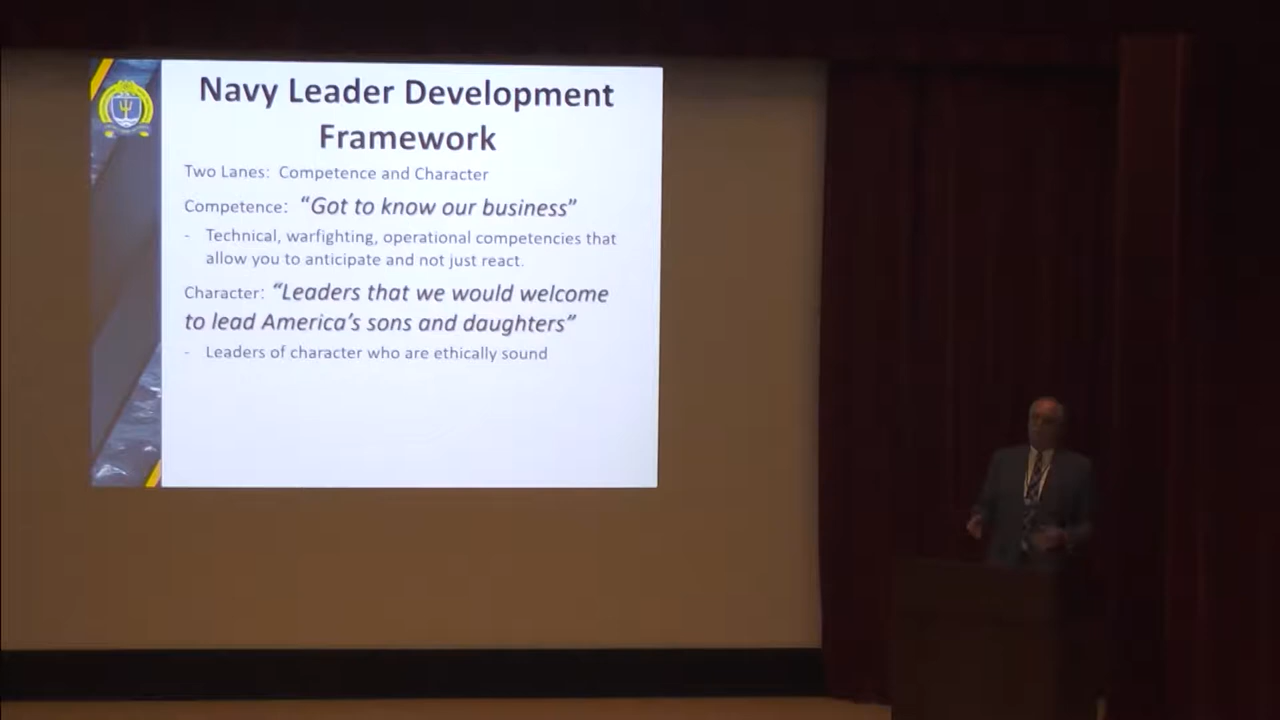 Navy Leader Development
Framework
Two Lanes: Competence and Character
Competence: “Got to know our business”
- Technical, warfighting, operational competencies that
allow you to anticipate and not just react.
Character: “Leaders that we would welcome
to lead America’s sons and daughters”
- Leaders of character who are ethically sound